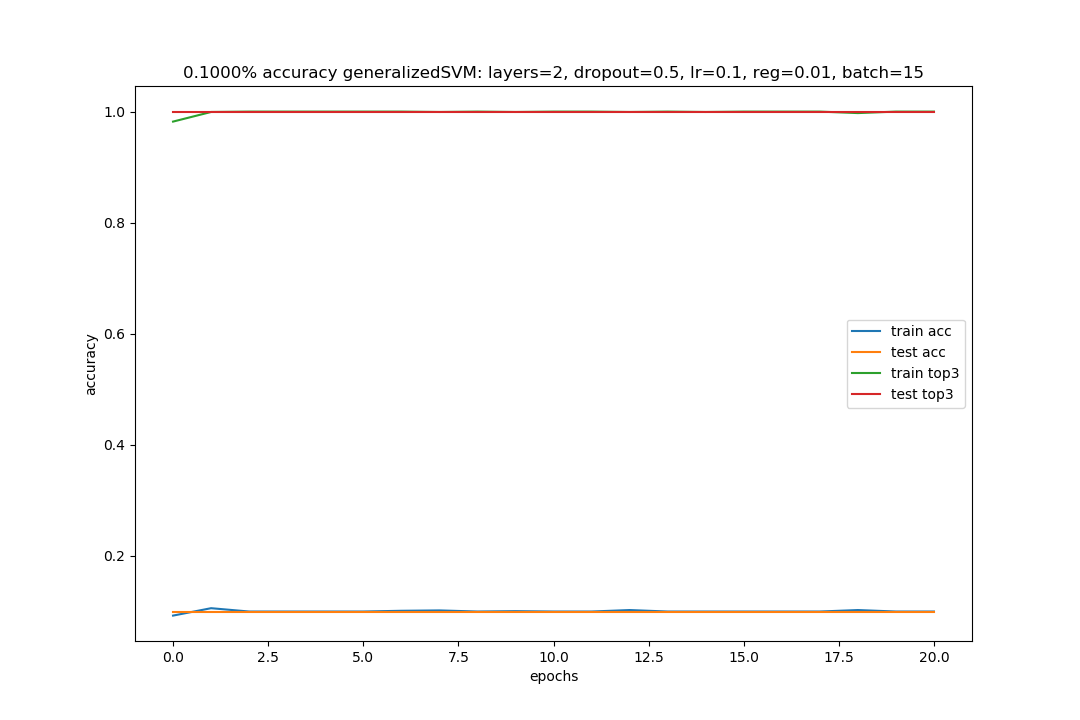 0.1000% accuracy generalizedSVM: layers=2, dropout=0.5, lr=0.1, reg=0.01, batch=15
1.0
0.8
0.6
0.4
0.2
accuracy
train acc
test acc
train top3
test top3
0.0 2.5 5.0 7.5 10.0 12.5 15.0 17.5 20.0
epochs